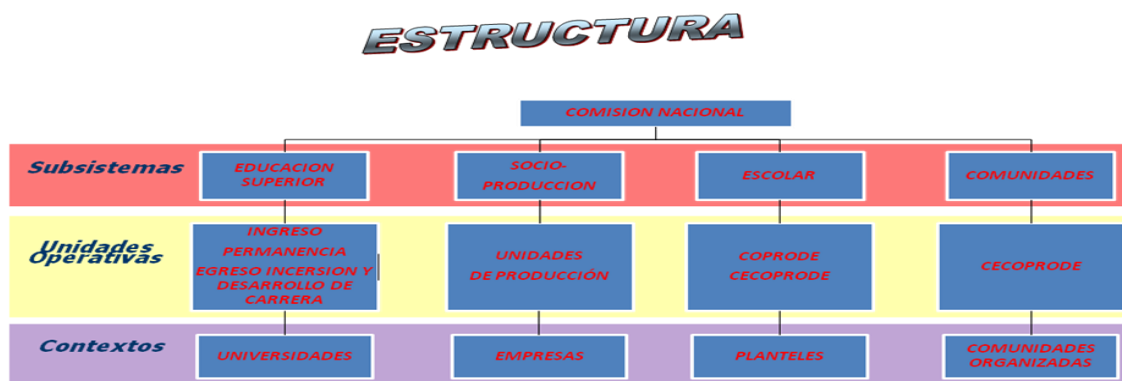 ESTRUCTURA
COMISION NACIONAL
Subsistemas
EDUCACION
SUPERIOR
SOCIO-
PRODUCCION
ESCOLAR
COMUNIDADES
Unidades
Operativas
INGRESO
PERMANENCIA
EGRESO INCERSION Y
DESARROLLO DE
CARRERA
UNIDADES
DE PRODUCCIÓN
COPRODE
CECOPRODE
CECOPRODE
Contextos
UNIVERSIDADES
EMPRESAS
PLANTELES
COMUNIDADES
ORGANIZADAS